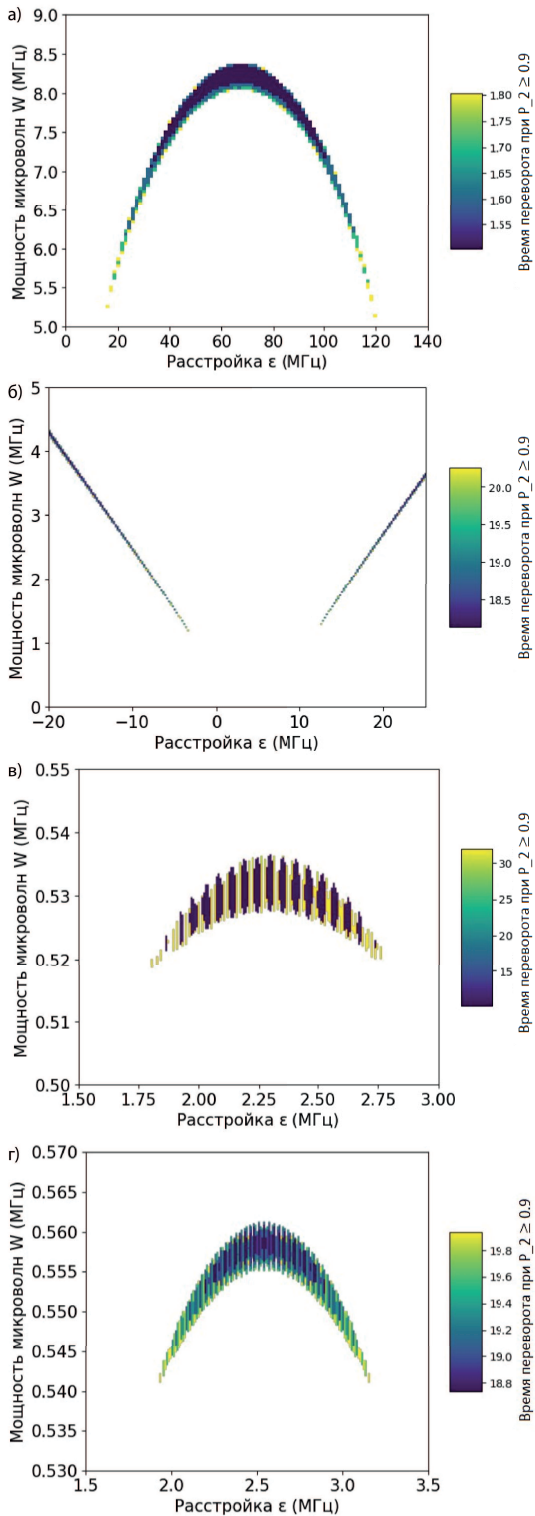 а)
Мощность микроволн W (МГц)
9.0
8.5
8.0
7.5
7.0
6.5
6.0
5.5
5.0
0 20 40 60 80 100 120 140
Расстройка ε (МГц)
1.80
1.75
1.70
1.65
1.60
1.55
Время переворота при P_2 ≥ 0.9
б)
Мощность микроволн W (МГц)
5
4
3
2
1
0
−20 −10 0 10 20
Расстройка ε (МГц)
20.0
19.5
19.0
18.5
Время переворота при P_2 ≥ 0.9
в)
Мощность микроволн W (МГц)
0.55
0.54
0.53
0.52
0.51
0.50
1.50 1.75 2.00 2.25 2.50 2.75 3.00
Расстройка ε (МГц)
30
25
20
15
Время переворота при P_2 ≥ 0.9
г)
Мощность микроволн W (МГц)
0.570
0.565
0.560
0.555
0.550
0.545
0.540
0.535
0.530
1.5 2.0 2.5 3.0 3.5
Расстройка ε (МГц)
19.8
19.6
19.4
19.2
19.0
18.8
Время переворота при P_2 ≥ 0.9